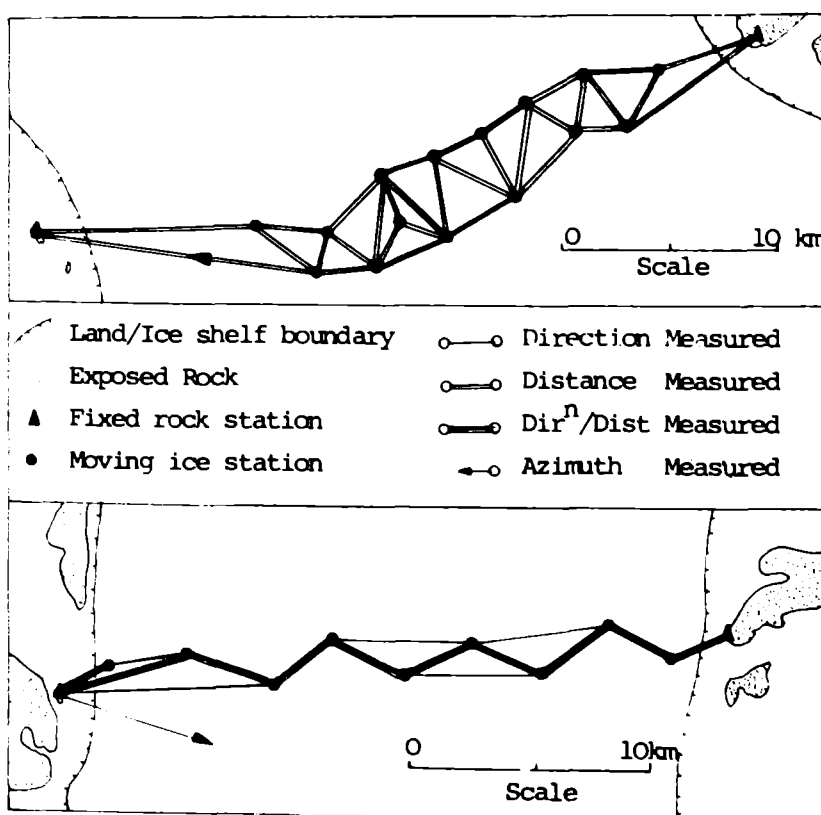 0 10 km
Scale
Land/Ice shelf boundary
Exposed Rock
Fixed rock station
Moving ice station
Direction Measured
Distance Measured
Dirⁿ/Dist Measured
Azimuth Measured
0 10km
Scale